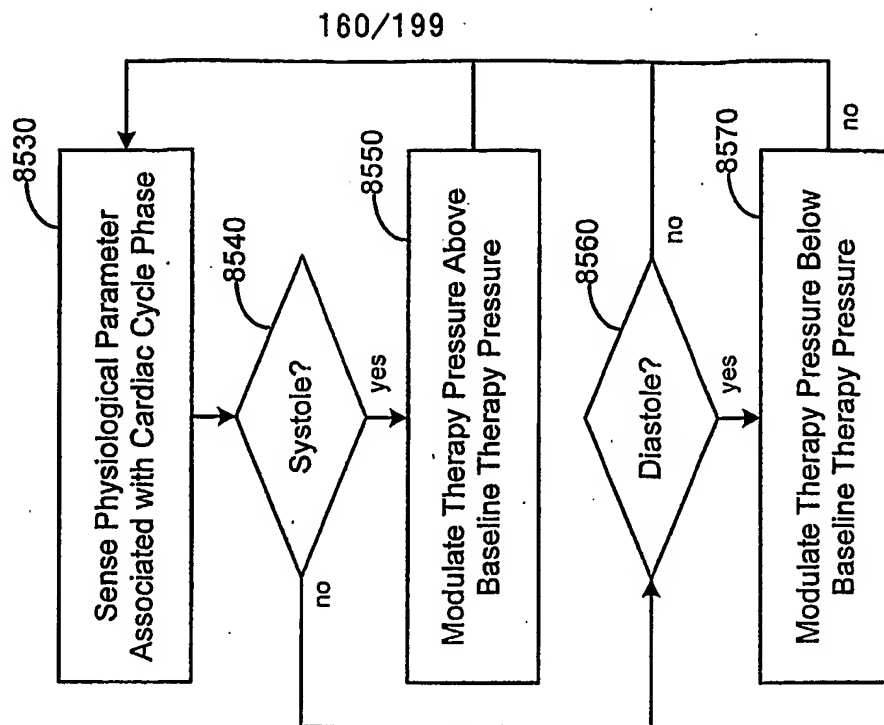 160/199
8530
Sense Physiological Parameter
Associated with Cardiac Cycle Phase
8540
Systole?
yes
no
8550
Modulate Therapy Pressure Above
Baseline Therapy Pressure
8560
Diastole?
no
yes
8570
Modulate Therapy Pressure Below
Baseline Therapy Pressure
no